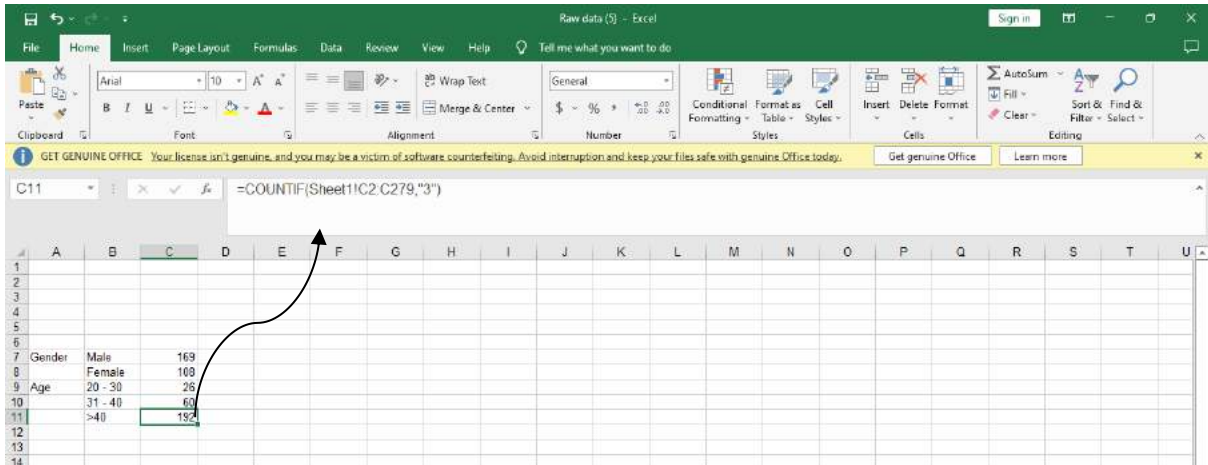 Raw data (5) - Excel
Sign in
File Home Insert Page Layout Formulas Data Review View Help Tell me what you want to do
Paste
Clipboard
Arial 10 A A
B I U A
Font
Wrap Text
Merge & Center
Alignment
General
$ % ,
Number
Conditional Formatting
Format as Table
Cell Styles
Styles
Insert Delete Format
Cells
AutoSum
Fill
Clear
Sort & Filter
Find & Select
Editing
GET GENUINE OFFICE Your license isn't genuine, and you may be a victim of software counterfeiting. Avoid interruption and keep your files safe with genuine Office today. Get genuine Office Learn more
C11 fx =COUNTIF(Sheet1!C2:C279,"3")
A B C D E F G H I J K L M N O P Q R S T U
1
2
3
4
5
6
7 Gender Male 169
8 Female 108
9 Age 20 - 30 26
10 31 - 40 60
11 >40 192
12
13
14